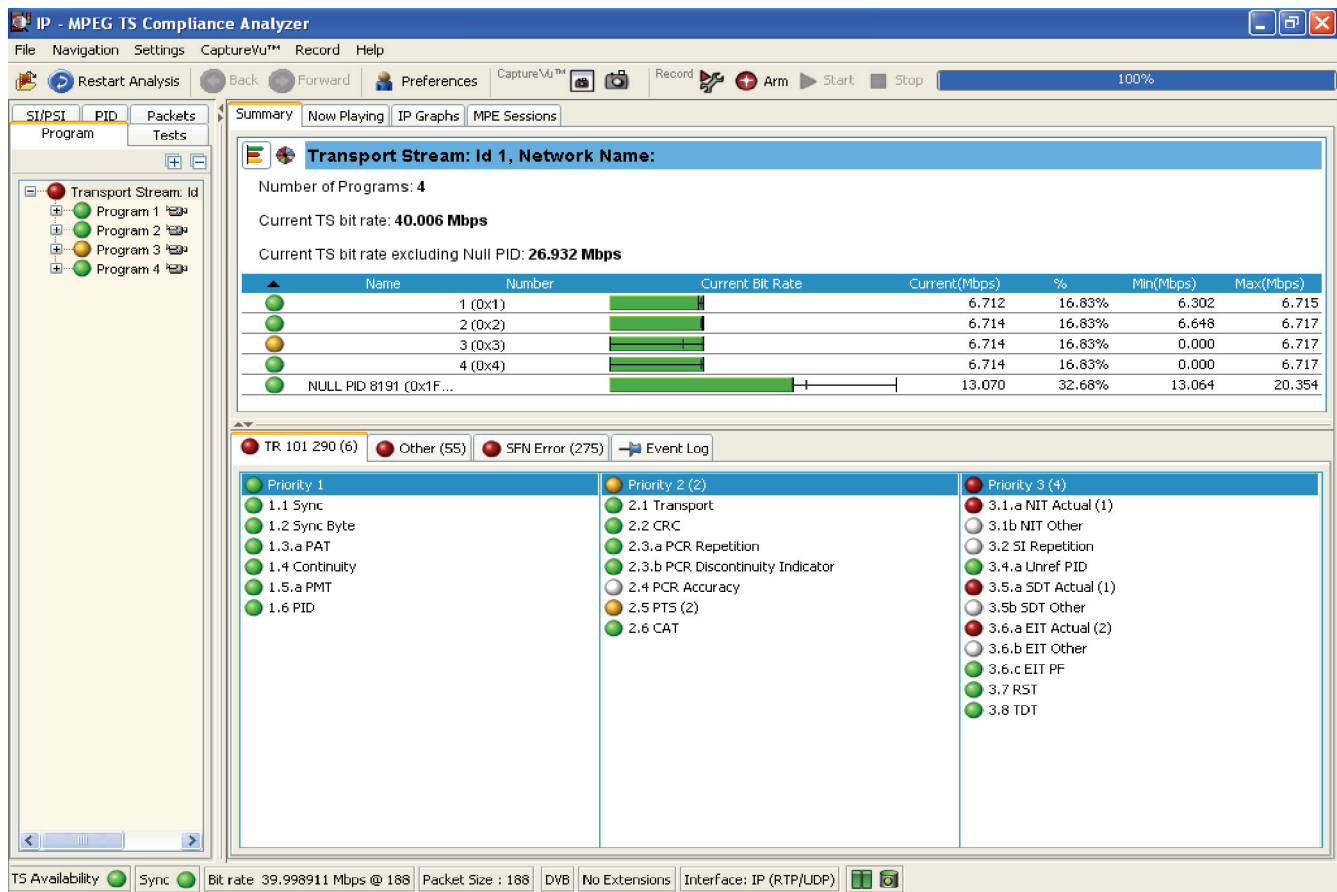 IP - MPEG TS Compliance Analyzer
File Navigation Settings CaptureVu™ Record Help
Restart Analysis Back Forward Preferences CaptureVu™ Record Arm Start Stop 100%
SI/PSI PID Packets
Program Tests
Transport Stream: Id
Program 1
Program 2
Program 3
Program 4
Summary Now Playing IP Graphs MPE Sessions
Transport Stream: Id 1, Network Name:
Number of Programs: 4
Current TS bit rate: 40.006 Mbps
Current TS bit rate excluding Null PID: 26.932 Mbps
Name Number Current Bit Rate Current(Mbps) % Min(Mbps) Max(Mbps)
1 (0x1) 6.712 16.83% 6.302 6.715
2 (0x2) 6.714 16.83% 6.648 6.717
3 (0x3) 6.714 16.83% 0.000 6.717
4 (0x4) 6.714 16.83% 0.000 6.717
NULL PID 8191 (0x1F... 13.070 32.68% 13.064 20.354
TR 101 290 (6) Other (55) SFN Error (275) Event Log
Priority 1
1.1 Sync
1.2 Sync Byte
1.3.a PAT
1.4 Continuity
1.5.a PMT
1.6 PID
Priority 2 (2)
2.1 Transport
2.2 CRC
2.3.a PCR Repetition
2.3.b PCR Discontinuity Indicator
2.4 PCR Accuracy
2.5 PTS (2)
2.6 CAT
Priority 3 (4)
3.1.a NIT Actual (1)
3.1b NIT Other
3.2 SI Repetition
3.4.a Unref PID
3.5.a SDT Actual (1)
3.5b SDT Other
3.6.a EIT Actual (2)
3.6.b EIT Other
3.6.c EIT PF
3.7 RST
3.8 TDT
TS Availability Sync Bit rate 39.998911 Mbps @ 188 Packet Size : 188 DVB No Extensions Interface: IP (RTP/UDP)